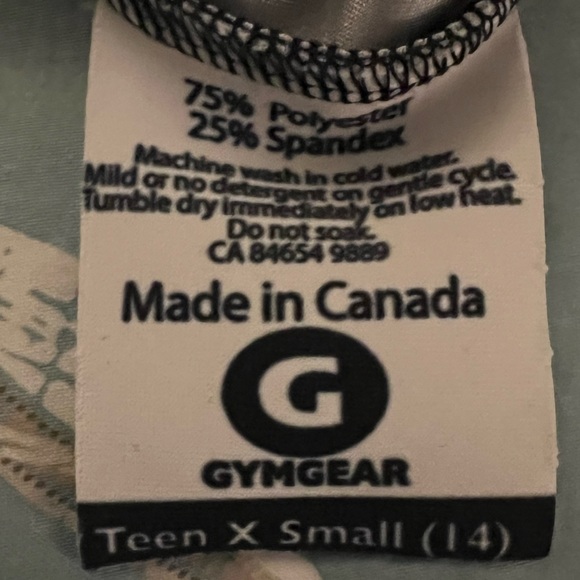 75% Polyester
25% Spandex
Machine wash in cold water.
Mild or no detergent on gentle cycle.
Tumble dry immediately on low heat.
Do not soak.
CA 84654 9889
Made in Canada
G
GYMGEAR
Teen X Small (14)